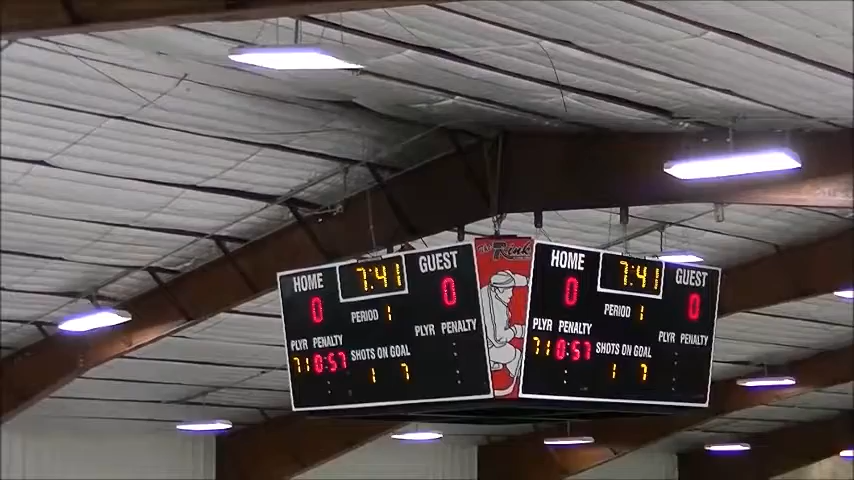 HOME 7:41 GUEST
0 0
PERIOD 1
PLYR PENALTY PLYR PENALTY
71 0:57 SHOTS ON GOAL
1 7
The Rink
HOME 7:41 GUEST
0 0
PERIOD 1
PLYR PENALTY PLYR PENALTY
71 0:57 SHOTS ON GOAL
1 7